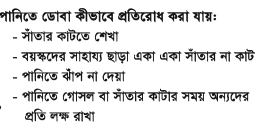 পানিতে ডোবা কীভাবে প্রতিরোধ করা যায়:
- সাঁতার কাটতে শেখা
- বয়স্কদের সাহায্য ছাড়া একা একা সাঁতার না কাট
- পানিতে ঝাঁপ না দেয়া
- পানিতে গোসল বা সাঁতার কাটার সময় অন্যদের
প্রতি লক্ষ রাখা